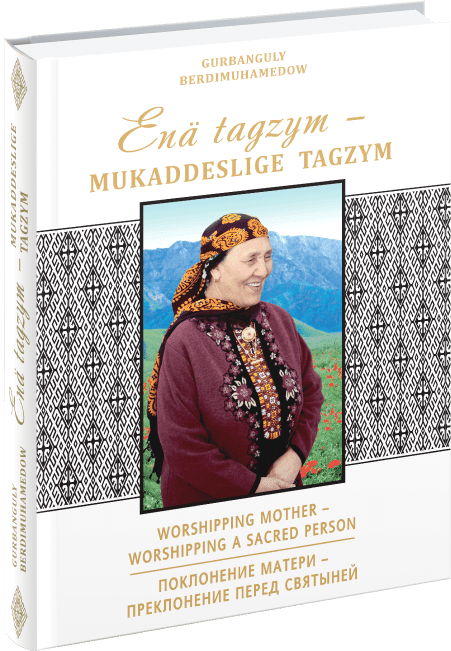 GURBANGULY
BERDIMUHAMEDOW
Enä tagzym –
MUKADDESLIGE TAGZYM
WORSHIPPING MOTHER –
WORSHIPPING A SACRED PERSON
ПОКЛОНЕНИЕ МАТЕРИ –
ПРЕКЛОНЕНИЕ ПЕРЕД СВЯТЫНЕЙ
GURBANGULY
BERDIMUHAMEDOW
Enä tagzym –
MUKADDESLIGE
TAGZYM